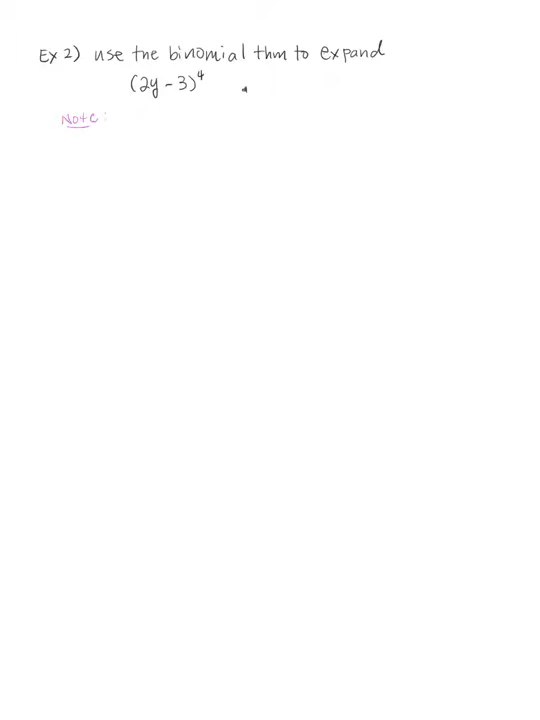 Ex 2) use the binomial thm to expand
(2y - 3)⁴
Note: